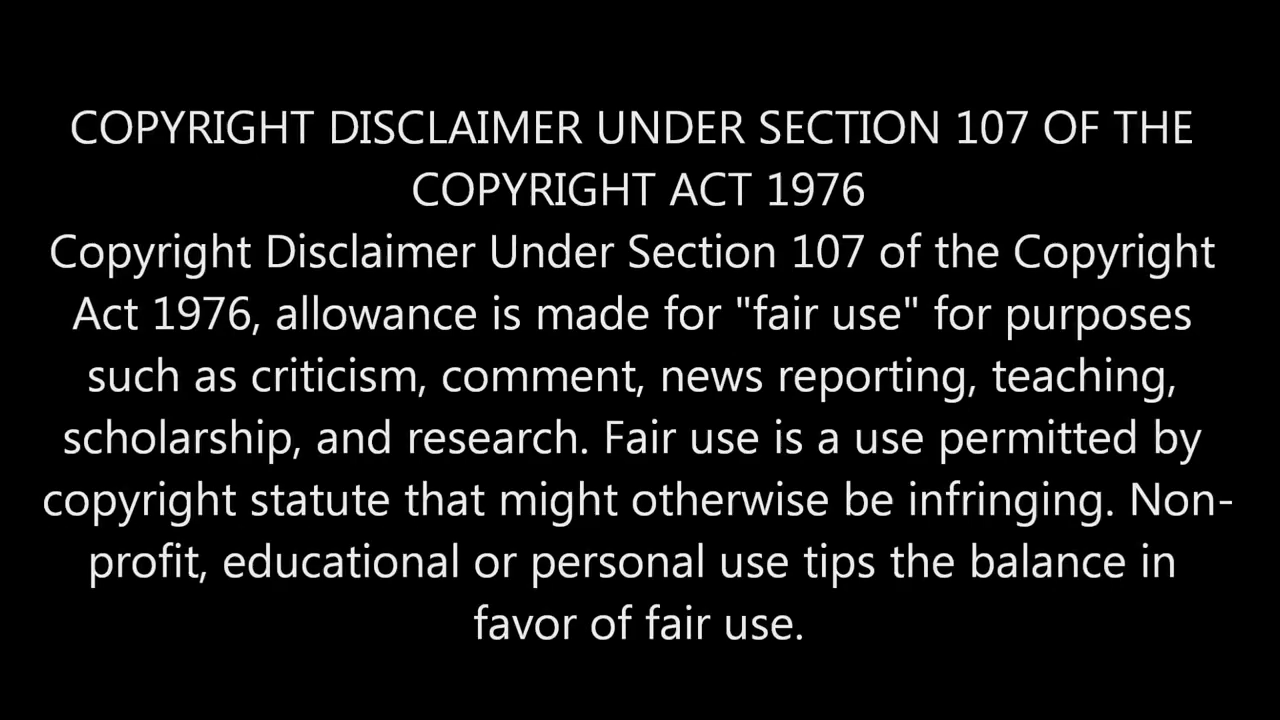 COPYRIGHT DISCLAIMER UNDER SECTION 107 OF THE
COPYRIGHT ACT 1976
Copyright Disclaimer Under Section 107 of the Copyright
Act 1976, allowance is made for "fair use" for purposes
such as criticism, comment, news reporting, teaching,
scholarship, and research. Fair use is a use permitted by
copyright statute that might otherwise be infringing. Non-
profit, educational or personal use tips the balance in
favor of fair use.